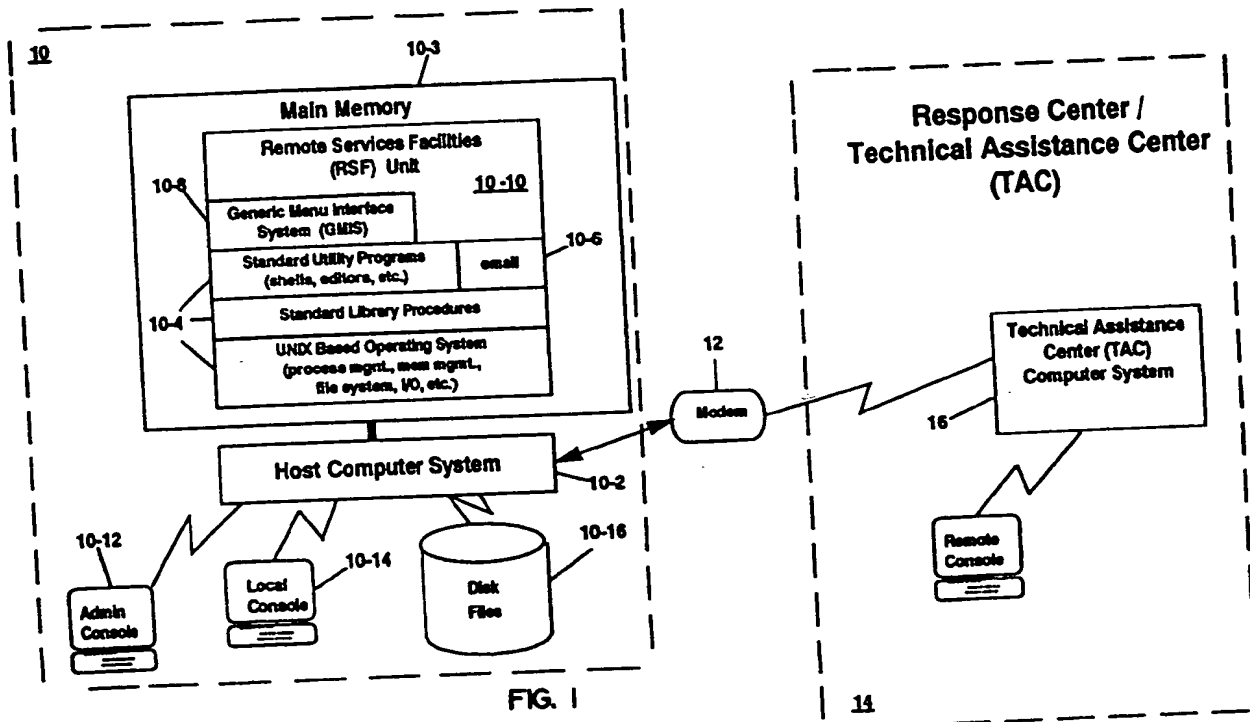 10
10-3
Main Memory
Remote Services Facilities
(RSF) Unit
10-8
10-10
Generic Menu Interface
System (GMIS)
10-6
Standard Utility Programs
(shells, editors, etc.)
email
10-4
Standard Library Procedures
UNIX Based Operating System
(process mgnt., mem mgmt.,
file system, I/O, etc.)
Host Computer System
10-2
12
Modem
10-12
Admin
Console
Local
Console
10-14
Disk
Files
10-16
Response Center /
Technical Assistance Center
(TAC)
Technical Assistance
Center (TAC)
Computer System
16
Remote
Console
14
FIG. 1